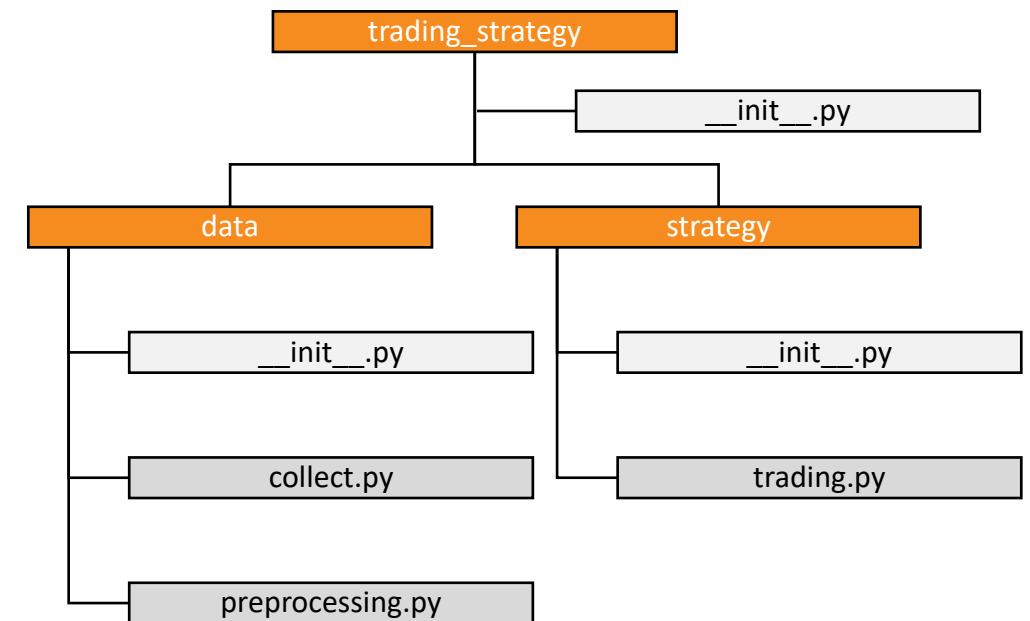 trading_strategy
__init__.py
data
strategy
__init__.py
__init__.py
collect.py
trading.py
preprocessing.py